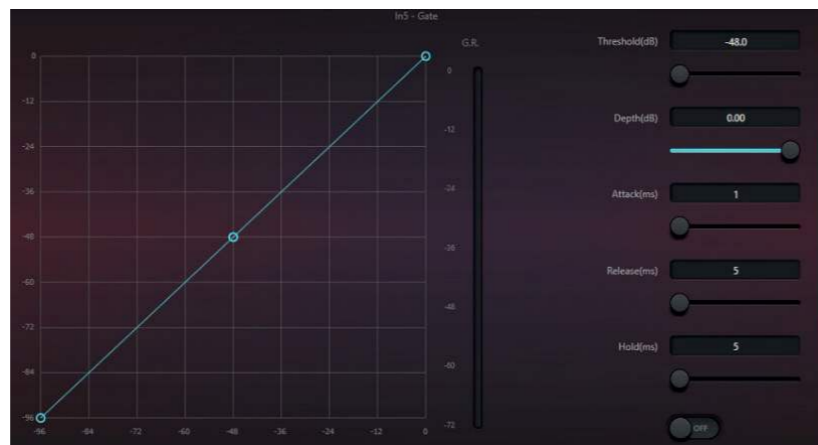 In5 - Gate
G.R.
Threshold(dB) -48.0
Depth(dB) 0.00
Attack(ms) 1
Release(ms) 5
Hold(ms) 5
OFF
0
-12
-24
-36
-48
-60
-72
-84
-96
-96 -84 -72 -60 -48 -36 -24 -12 0
0
-12
-24
-36
-48
-60
-72